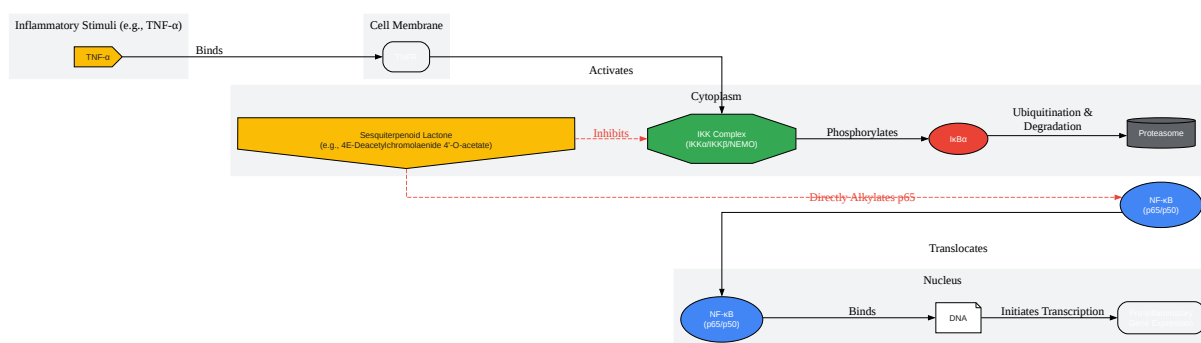 Inflammatory Stimuli (e.g., TNF-α)
Cell Membrane
TNF-α
Binds
Activates
Cytoplasm
Sesquiterpenoid Lactone
(e.g., 4E-Deacetylchromolaenide 4'-O-acetate)
Inhibits
IKK Complex
(IKKα/IKKβ/NEMO)
Phosphorylates
IκBα
Ubiquitination &
Degradation
Proteasome
Directly Alkylates p65
NF-κB
(p65/p50)
Translocates
Nucleus
NF-κB
(p65/p50)
Binds
DNA
Initiates Transcription